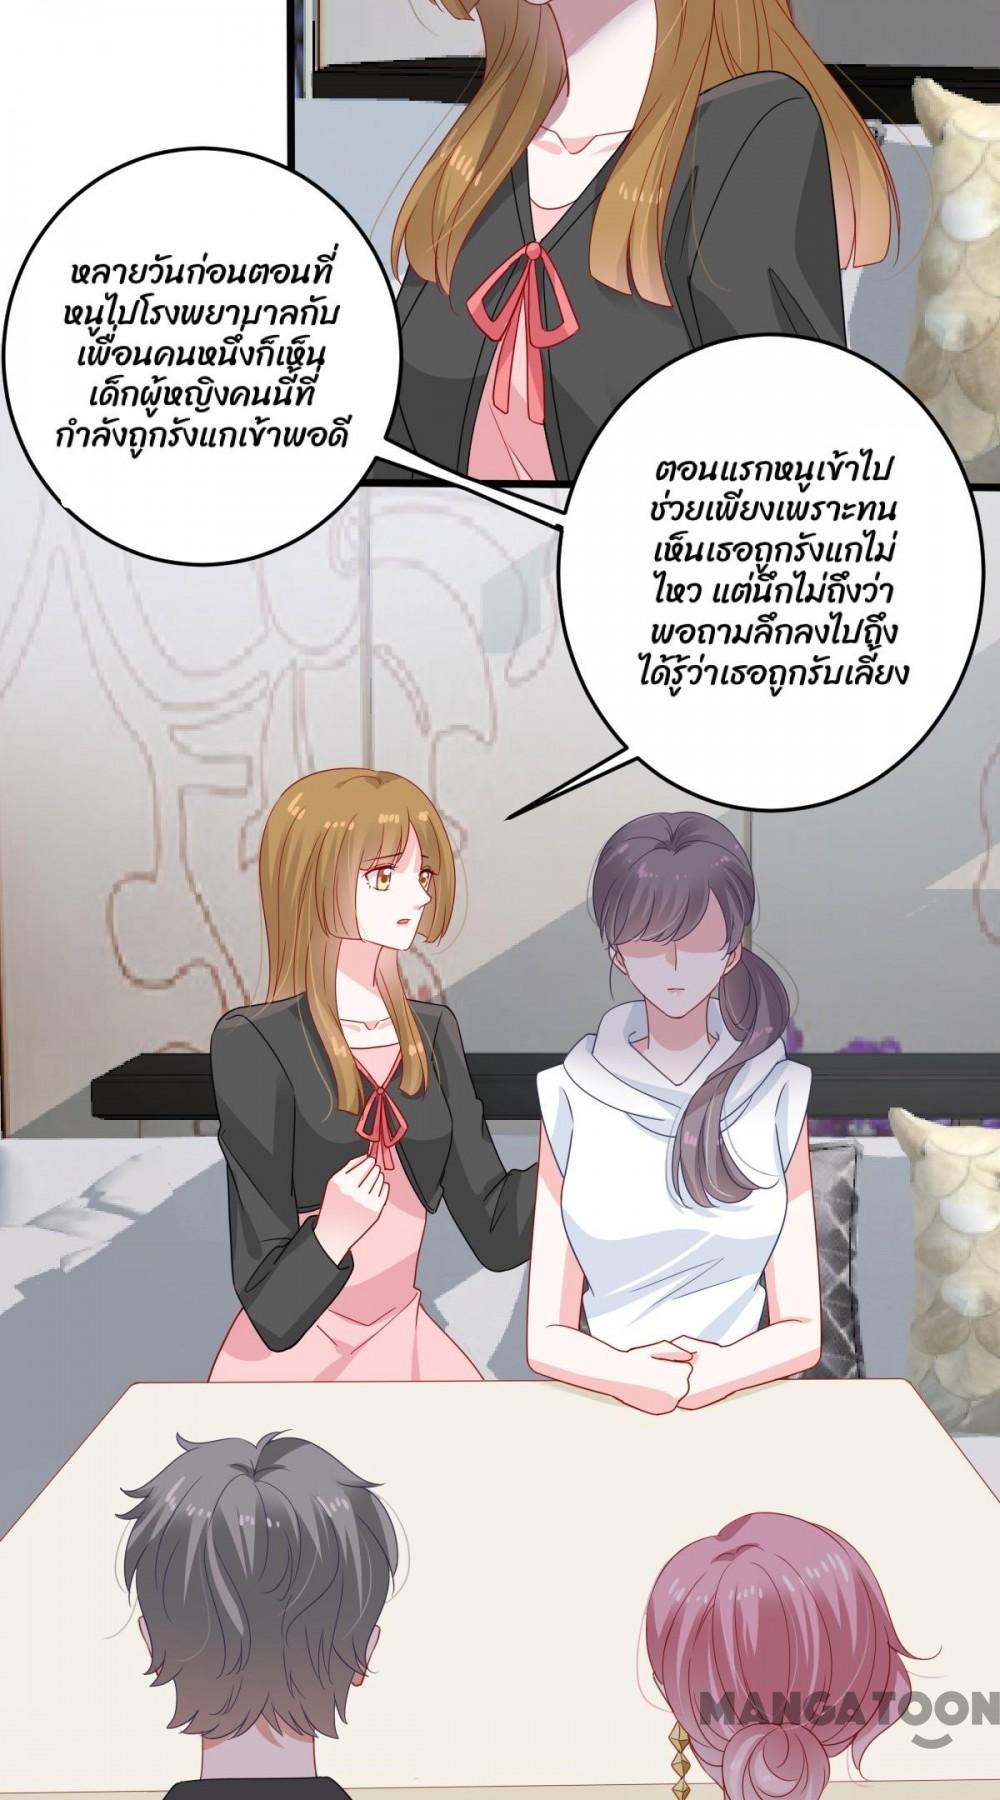 หลายวันก่อนตอนที่
หนูไปโรงพยาบาลกับ
เพื่อนคนหนึ่งก็เห็น
เด็กผู้หญิงคนนี้ที่
กำลังถูกรังแกเข้าพอดี
ตอนแรกหนูเข้าไป
ช่วยเพียงเพราะทน
เห็นเธอถูกรังแกไม่
ไหว แต่นึกไม่ถึงว่า
พอถามลึกลงไปถึง
ได้รู้ว่าเธอถูกรับเลี้ยง
MANGATOON